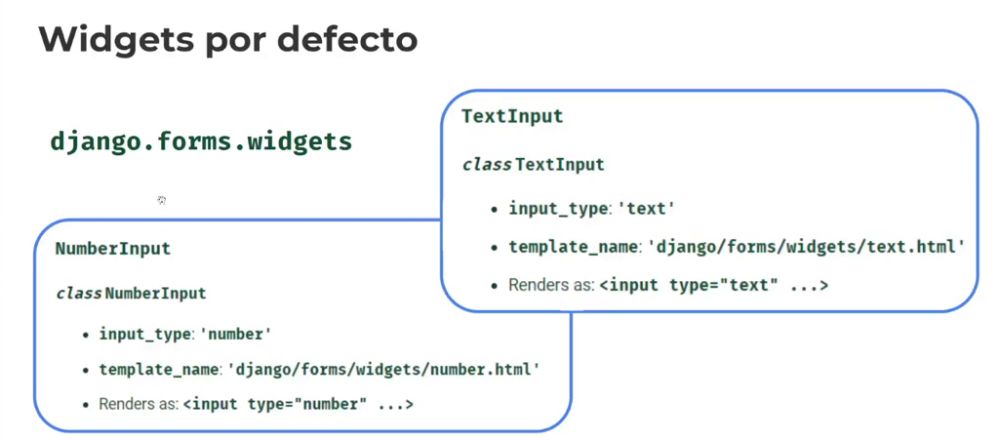 Widgets por defecto
django.forms.widgets
TextInput
class TextInput
• input_type: 'text'
• template_name: 'django/forms/widgets/text.html'
• Renders as: <input type="text" ...>
NumberInput
class NumberInput
• input_type: 'number'
• template_name: 'django/forms/widgets/number.html'
• Renders as: <input type="number" ...>